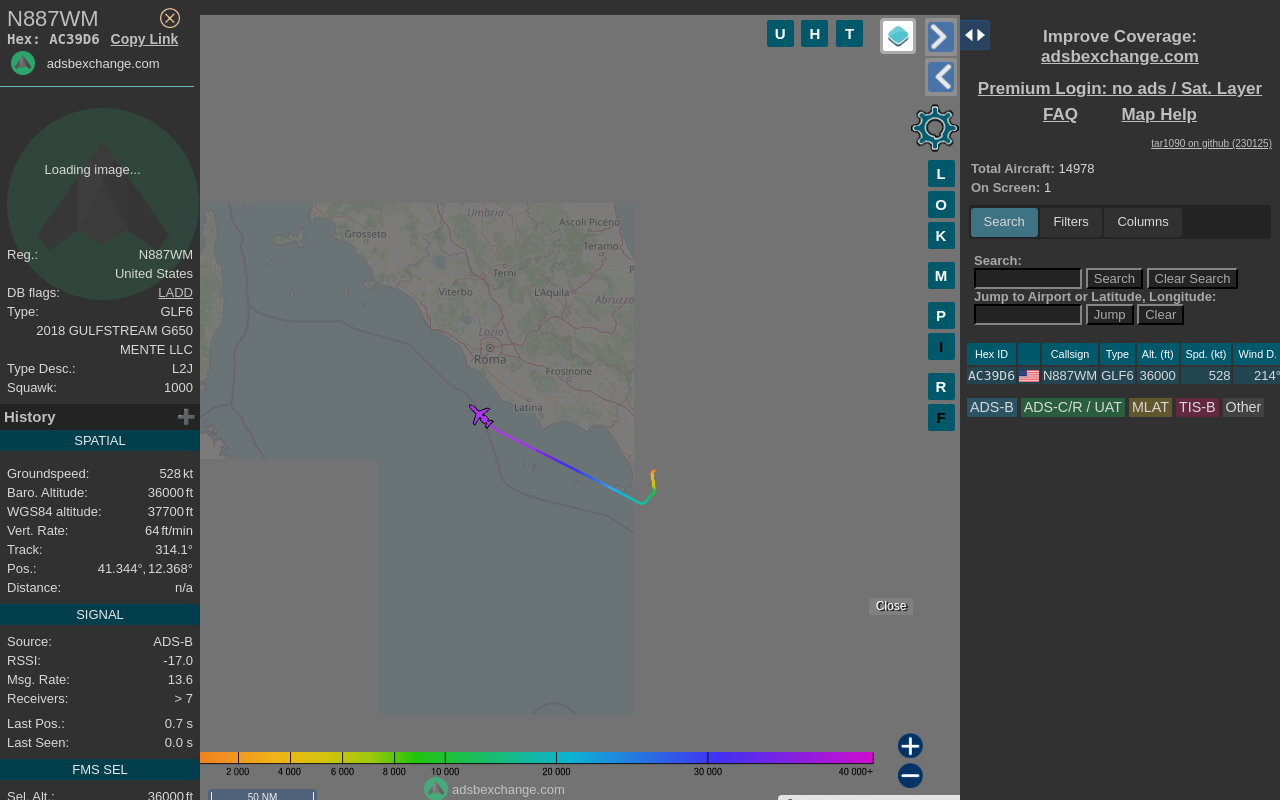 N887WM
Hex: AC39D6 Copy Link
adsbexchange.com
Loading image...
Reg.: N887WM
United States
DB flags: LADD
Type: GLF6
2018 GULFSTREAM G650
MENTE LLC
Type Desc.: L2J
Squawk: 1000
History
SPATIAL
Groundspeed: 528 kt
Baro. Altitude: 36000 ft
WGS84 altitude: 37700 ft
Vert. Rate: 64 ft/min
Track: 314.1°
Pos.: 41.344°, 12.368°
Distance: n/a
SIGNAL
Source: ADS-B
RSSI: -17.0
Msg. Rate: 13.6
Receivers: > 7
Last Pos.: 0.7 s
Last Seen: 0.0 s
FMS SEL
Sel. Alt.: 36000 ft
U H T
L
O
K
M
P
I
R
F
Umbria
Ascoli Piceno
Grosseto
Teramo
Terni
Viterbo
L'Aquila
Abruzzo
Lazio
Roma
Frosinone
Latina
Close
2 000 4 000 6 000 8 000 10 000 20 000 30 000 40 000+
adsbexchange.com
50 NM
Improve Coverage:
adsbexchange.com
Premium Login: no ads / Sat. Layer
FAQ Map Help
tar1090 on github (230125)
Total Aircraft: 14978
On Screen: 1
Search Filters Columns
Search:
Search Clear Search
Jump to Airport or Latitude, Longitude:
Jump Clear
Hex ID Callsign Type Alt. (ft) Spd. (kt) Wind D.
AC39D6 N887WM GLF6 36000 528 214°
ADS-B ADS-C/R / UAT MLAT TIS-B Other